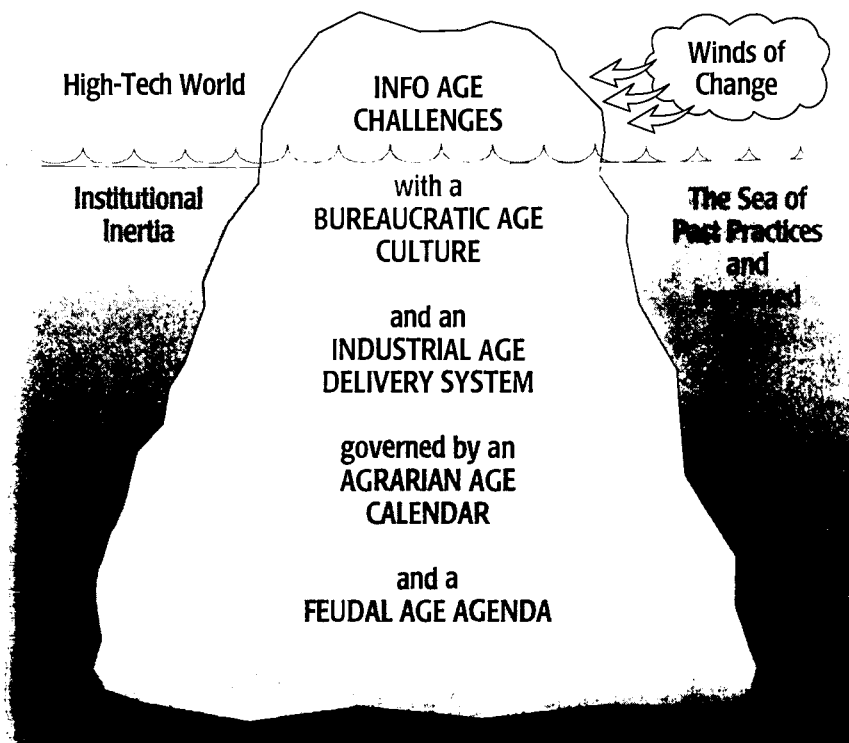 High-Tech World
INFO AGE
CHALLENGES
Winds of
Change
Institutional
Inertia
with a
BUREAUCRATIC AGE
CULTURE
The Sea of
Past Practices
and
and an
INDUSTRIAL AGE
DELIVERY SYSTEM
governed by an
AGRARIAN AGE
CALENDAR
and a
FEUDAL AGE AGENDA